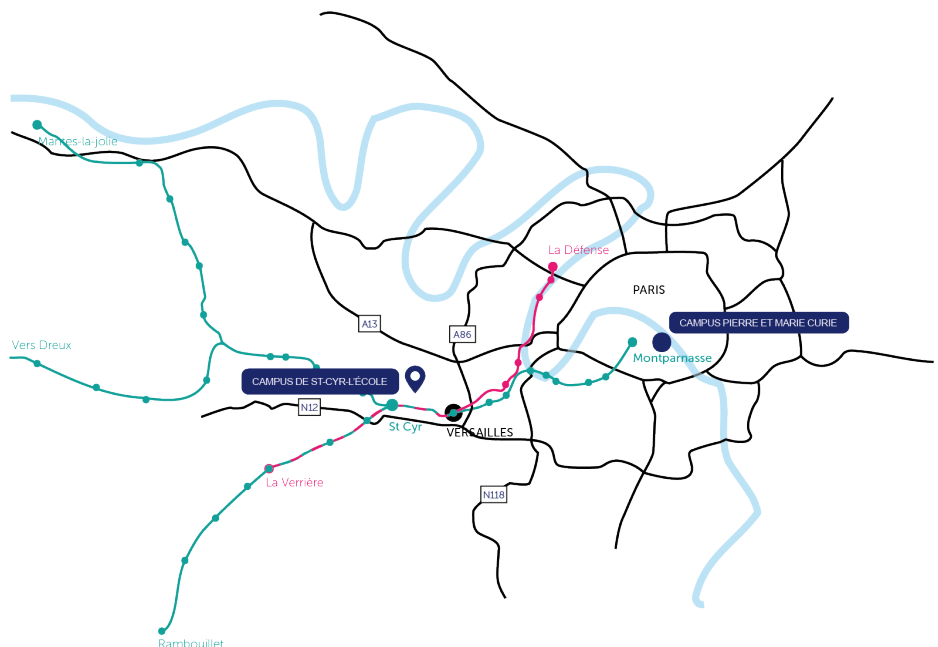 Mantes-la-jolie
La Défense
PARIS
A13
CAMPUS PIERRE ET MARIE CURIE
A86
Vers Dreux
Montparnasse
CAMPUS DE ST-CYR-L'ÉCOLE
N12
St Cyr
VERSAILLES
La Verrière
N118
Rambouillet